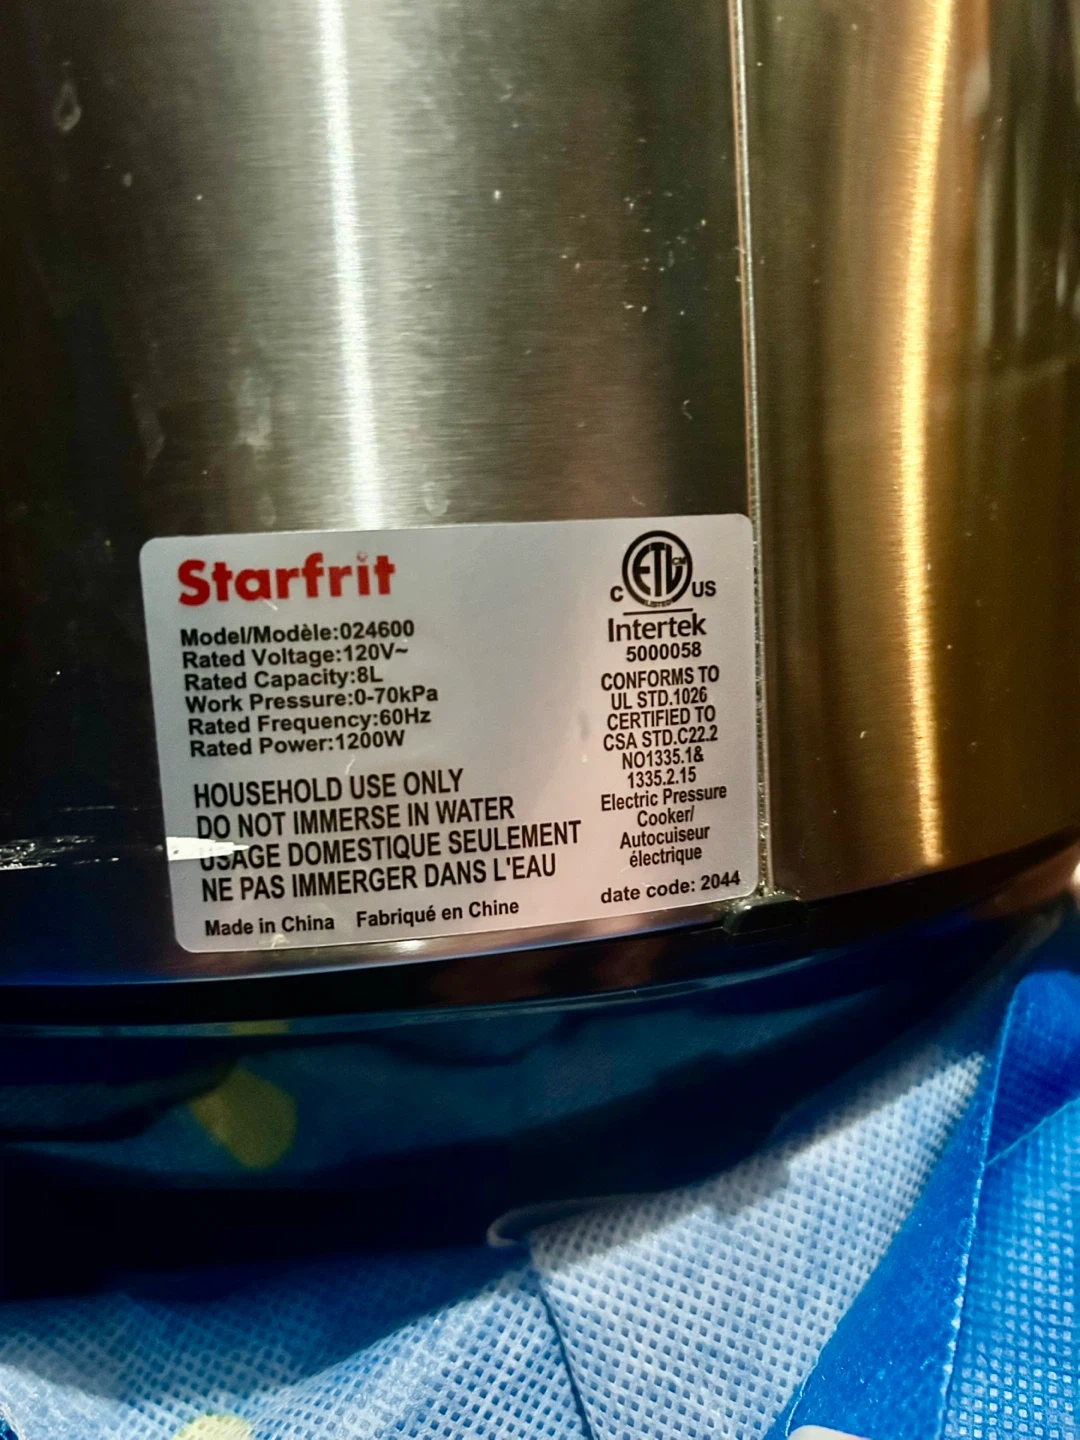 Starfrit
Model/Modèle:024600
Rated Voltage:120V~
Rated Capacity:8L
Work Pressure:0-70kPa
Rated Frequency:60Hz
Rated Power:1200W
HOUSEHOLD USE ONLY
DO NOT IMMERSE IN WATER
USAGE DOMESTIQUE SEULEMENT
NE PAS IMMERGER DANS L'EAU
Made in China Fabriqué en Chine
ETL CM
LISTED
C US
Intertek
5000058
CONFORMS TO
UL STD.1026
CERTIFIED TO
CSA STD.C22.2
NO1335.1&
1335.2.15
Electric Pressure
Cooker/
Autocuiseur
électrique
date code: 2044